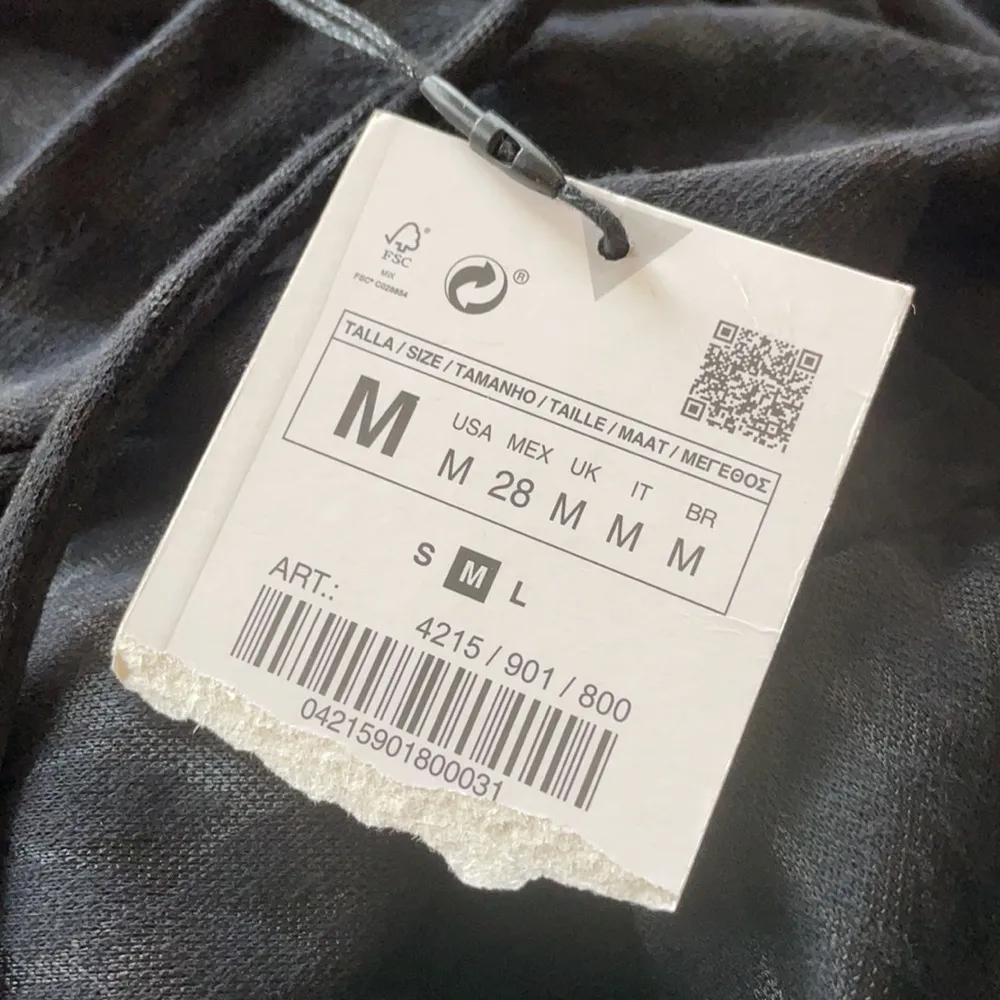 FSC®
MIX
FSC® C028654
®
TALLA / SIZE / TAMANHO / TAILLE / MAAT / ΜΕΓΕΘΟΣ
M
USA MEX UK IT BR
M 28 M M M
S M L
ART.:
4215 / 901 / 800
04215901800031